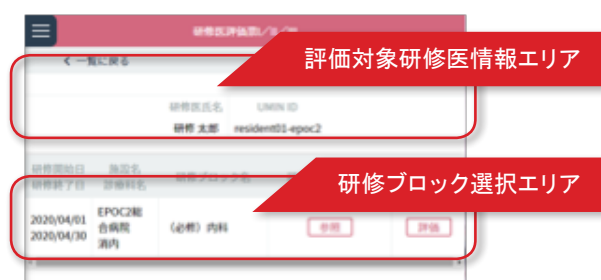 研修医評価票I／II／III
く 一覧に戻る
評価対象研修医情報エリア
研修医氏名 UMIN ID
研修 太郎 resident01-epoc2
研修開始日 施設名
研修終了日 診療科名
研修ブロック名
研修ブロック選択エリア
2020/04/01 EPOC2総
2020/04/30 合病院
消内
（必修）内科
参照 評価